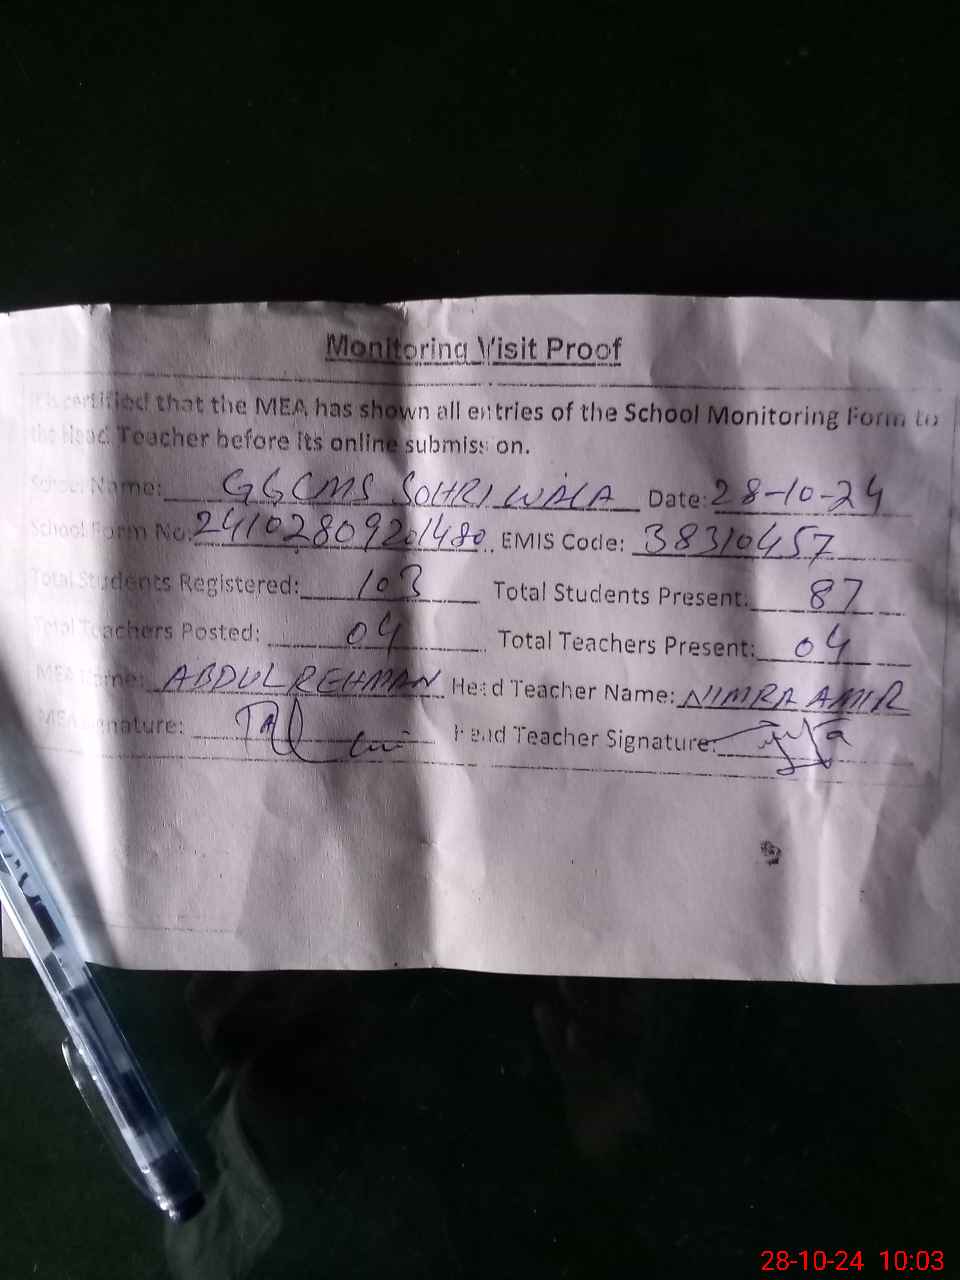 Monitoring Visit Proof
It is certified that the MEA has shown all entries of the School Monitoring Form to
the Head Teacher before its online submission.
School Name: GGCMS SOHRIWALA Date: 28-10-24
School Form No: 24102809201480 EMIS Code: 38310457
Total Students Registered: 103 Total Students Present: 87
Total Teachers Posted: 04 Total Teachers Present: 04
MEA Name: ABDUL REHMAN Head Teacher Name: NIMRA AMIR
MEA Signature: Head Teacher Signature:
28-10-24 10:03